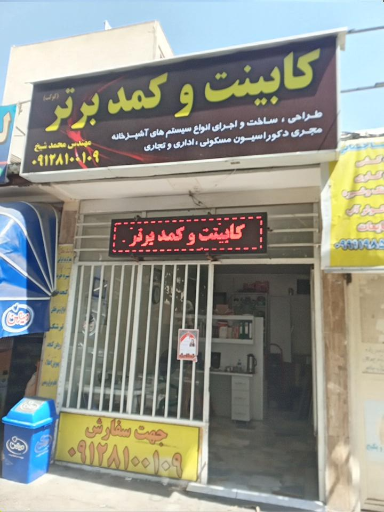 کابینت و کمد برتر
طراحی ، ساخت و اجرای انواع سیستم های آشپزخانه
مجری دکوراسیون مسکونی ، اداری و تجاری
مهندس محمد شیخ
۰۹۱۲۸۱۰۰۱۰۹
کابینت و کمد برتر
جهت سفارش
۰۹۱۲۸۱۰۰۱۰۹
میهن